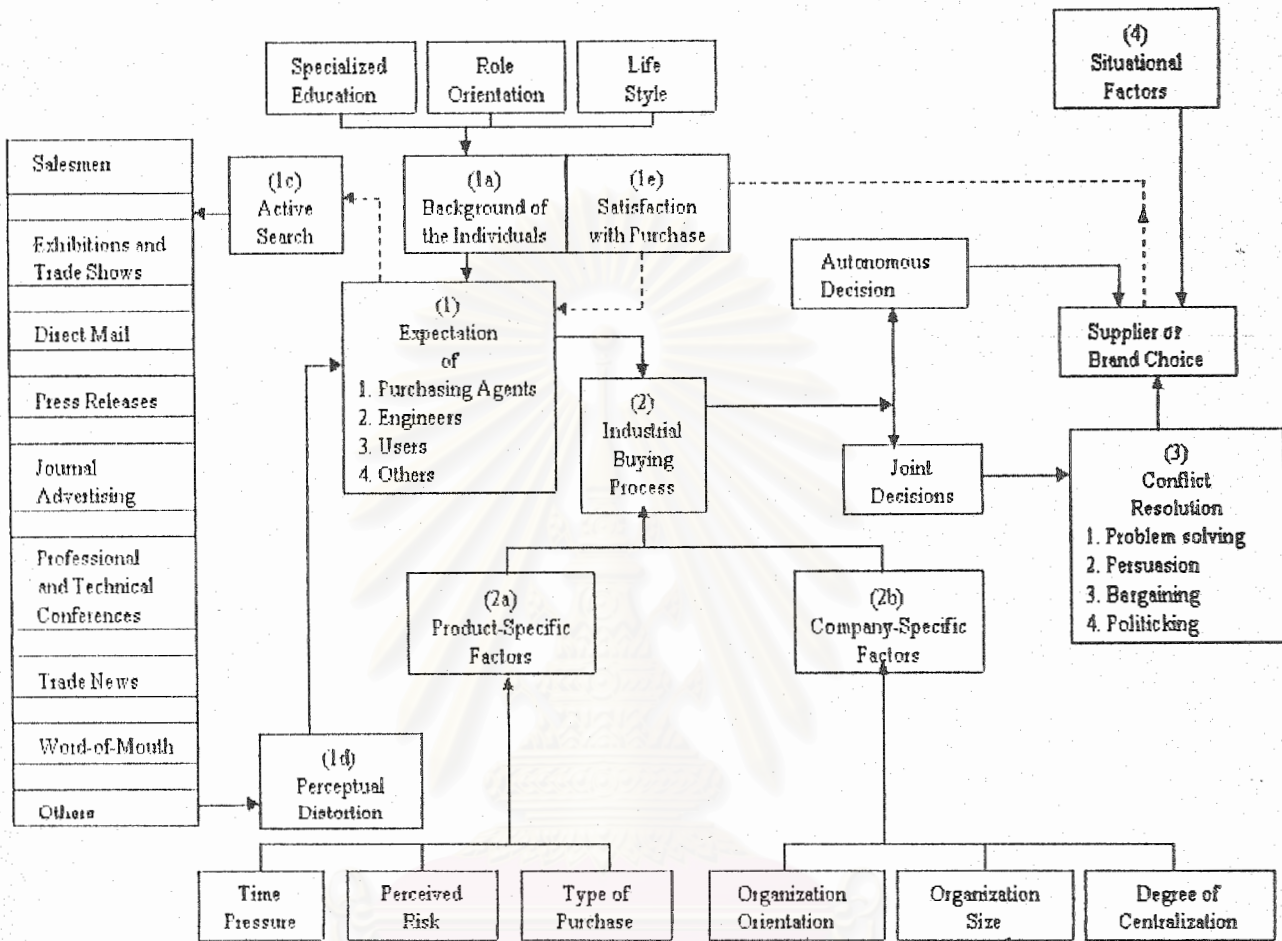 (4)
Situational
Factors
Specialized
Education
Role
Orientation
Life
Style
Salesmen
Exhibitions and
Trade Shows
Direct Mail
Press Releases
Journal
Advertising
Professional
and Technical
Conferences
Trade News
Word-of-Mouth
Others
(1c)
Active
Search
(1a)
Background of
the Individuals
(1e)
Satisfaction
with Purchase
(1)
Expectation
of
1. Purchasing Agents
2. Engineers
3. Users
4. Others
(2)
Industrial
Buying
Process
Autonomous
Decision
Joint
Decisions
Supplier or
Brand Choice
(3)
Conflict
Resolution
1. Problem solving
2. Persuasion
3. Bargaining
4. Politicking
(2a)
Product-Specific
Factors
(2b)
Company-Specific
Factors
(1d)
Perceptual
Distortion
Time
Pressure
Perceived
Risk
Type of
Purchase
Organization
Orientation
Organization
Size
Degree of
Centralization